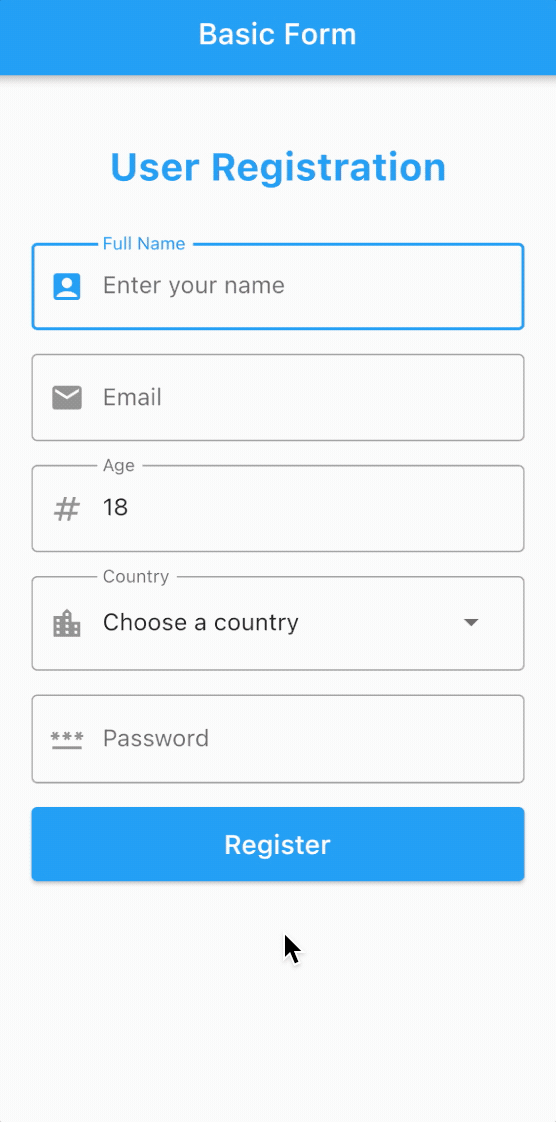 Basic Form
User Registration
Full Name
Enter your name
Email
Age
18
Country
Choose a country
Password
Register